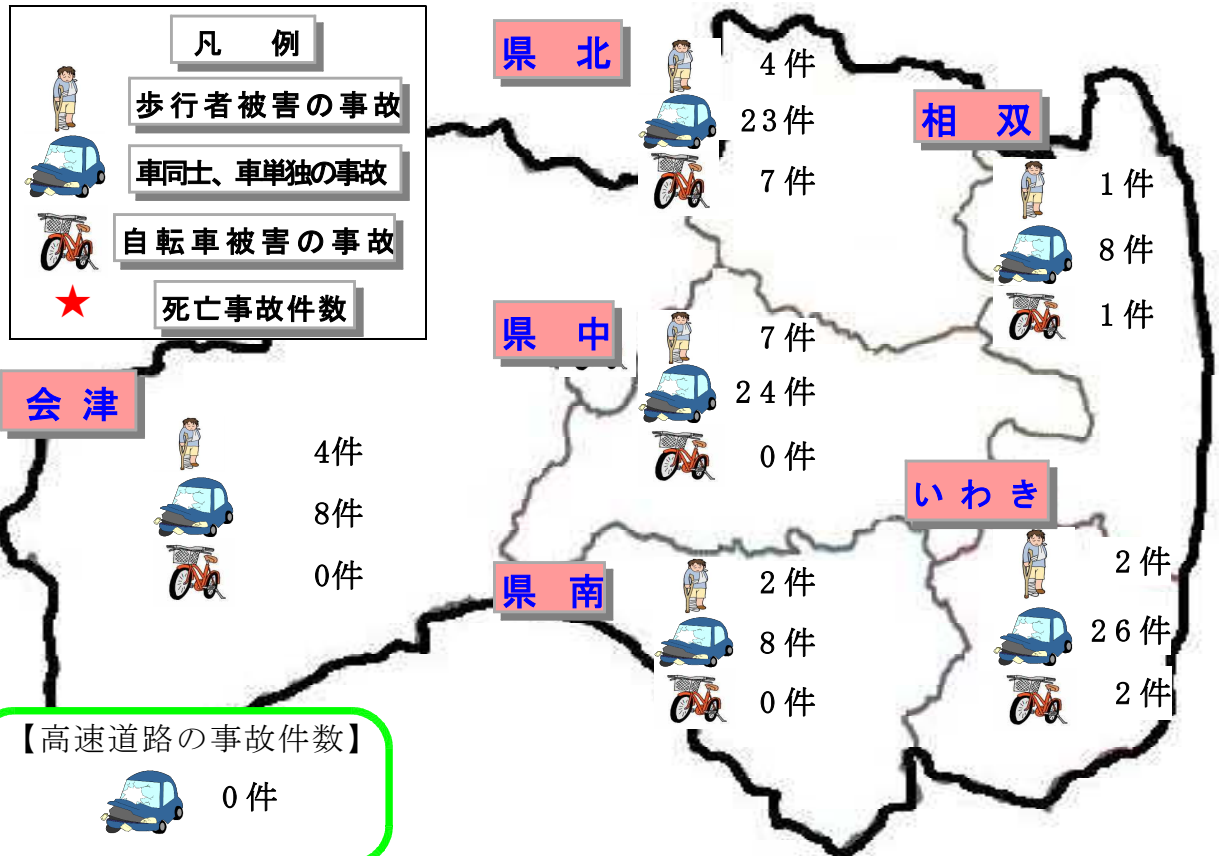 凡　例
歩行者被害の事故
車同士、車単独の事故
自転車被害の事故
★
死亡事故件数
県　北
4件
23件
7件
相　双
1件
8件
1件
県　中
7件
24件
0件
会　津
4件
8件
0件
いわき
2件
26件
2件
県　南
2件
8件
0件
【高速道路の事故件数】
0件